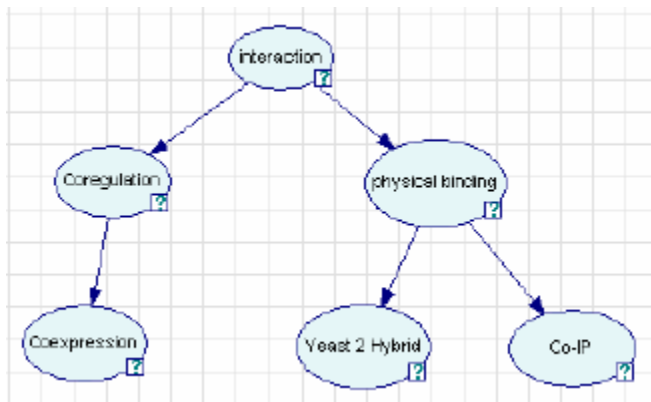 interaction
?
Coregulation
?
physical binding
?
Coexpression
?
Yeast 2 Hybrid
?
Co-IP
?